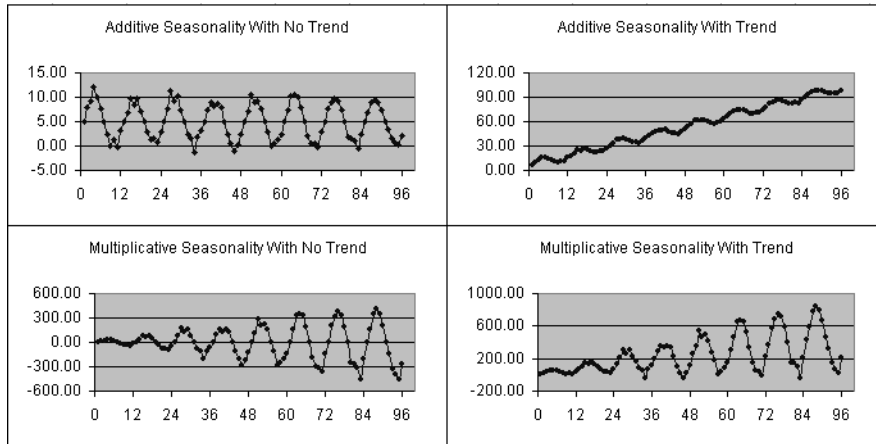 Additive Seasonality With No Trend
15.00
10.00
5.00
0.00
-5.00
0 12 24 36 48 60 72 84 96
Additive Seasonality With Trend
120.00
90.00
60.00
30.00
0.00
0 12 24 36 48 60 72 84 96
Multiplicative Seasonality With No Trend
600.00
300.00
0.00
-300.00
-600.00
0 12 24 36 48 60 72 84 96
Multiplicative Seasonality With Trend
1000.00
600.00
200.00
-200.00
0 12 24 36 48 60 72 84 96